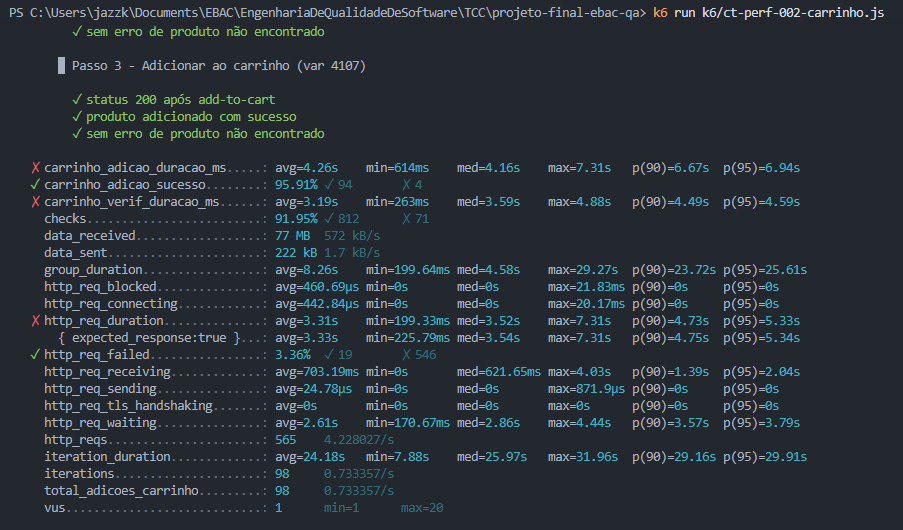 PS C:\Users\jazzk\Documents\EBAC\EngenhariaDeQualidadeDeSoftware\TCC\projeto-final-ebac-qa> k6 run k6/ct-perf-002-carrinho.js
✓ sem erro de produto não encontrado
█ Passo 3 - Adicionar ao carrinho (var 4107)
✓ status 200 após add-to-cart
✓ produto adicionado com sucesso
✓ sem erro de produto não encontrado
✗ carrinho_adicao_duracao_ms.....: avg=4.26s min=614ms med=4.16s max=7.31s p(90)=6.67s p(95)=6.94s
✓ carrinho_adicao_sucesso........: 95.91% ✓ 94 ✗ 4
✗ carrinho_verif_duracao_ms......: avg=3.19s min=263ms med=3.59s max=4.88s p(90)=4.49s p(95)=4.59s
checks.........................: 91.95% ✓ 812 ✗ 71
data_received..................: 77 MB 572 kB/s
data_sent......................: 222 kB 1.7 kB/s
group_duration.................: avg=8.26s min=199.64ms med=4.58s max=29.27s p(90)=23.72s p(95)=25.61s
http_req_blocked...............: avg=460.69µs min=0s med=0s max=21.83ms p(90)=0s p(95)=0s
http_req_connecting............: avg=442.84µs min=0s med=0s max=20.17ms p(90)=0s p(95)=0s
✗ http_req_duration..............: avg=3.31s min=199.33ms med=3.52s max=7.31s p(90)=4.73s p(95)=5.33s
{ expected_response:true }...: avg=3.33s min=225.79ms med=3.54s max=7.31s p(90)=4.75s p(95)=5.34s
✓ http_req_failed................: 3.36% ✓ 19 ✗ 546
http_req_receiving.............: avg=703.19ms min=0s med=621.65ms max=4.03s p(90)=1.39s p(95)=2.04s
http_req_sending...............: avg=24.78µs min=0s med=0s max=871.9µs p(90)=0s p(95)=0s
http_req_tls_handshaking.......: avg=0s min=0s med=0s max=0s p(90)=0s p(95)=0s
http_req_waiting...............: avg=2.61s min=170.67ms med=2.86s max=4.44s p(90)=3.57s p(95)=3.79s
http_reqs......................: 565 4.228027/s
iteration_duration.............: avg=24.18s min=7.88s med=25.97s max=31.96s p(90)=29.16s p(95)=29.91s
iterations.....................: 98 0.733357/s
total_adicoes_carrinho.........: 98 0.733357/s
vus............................: 1 min=1 max=20